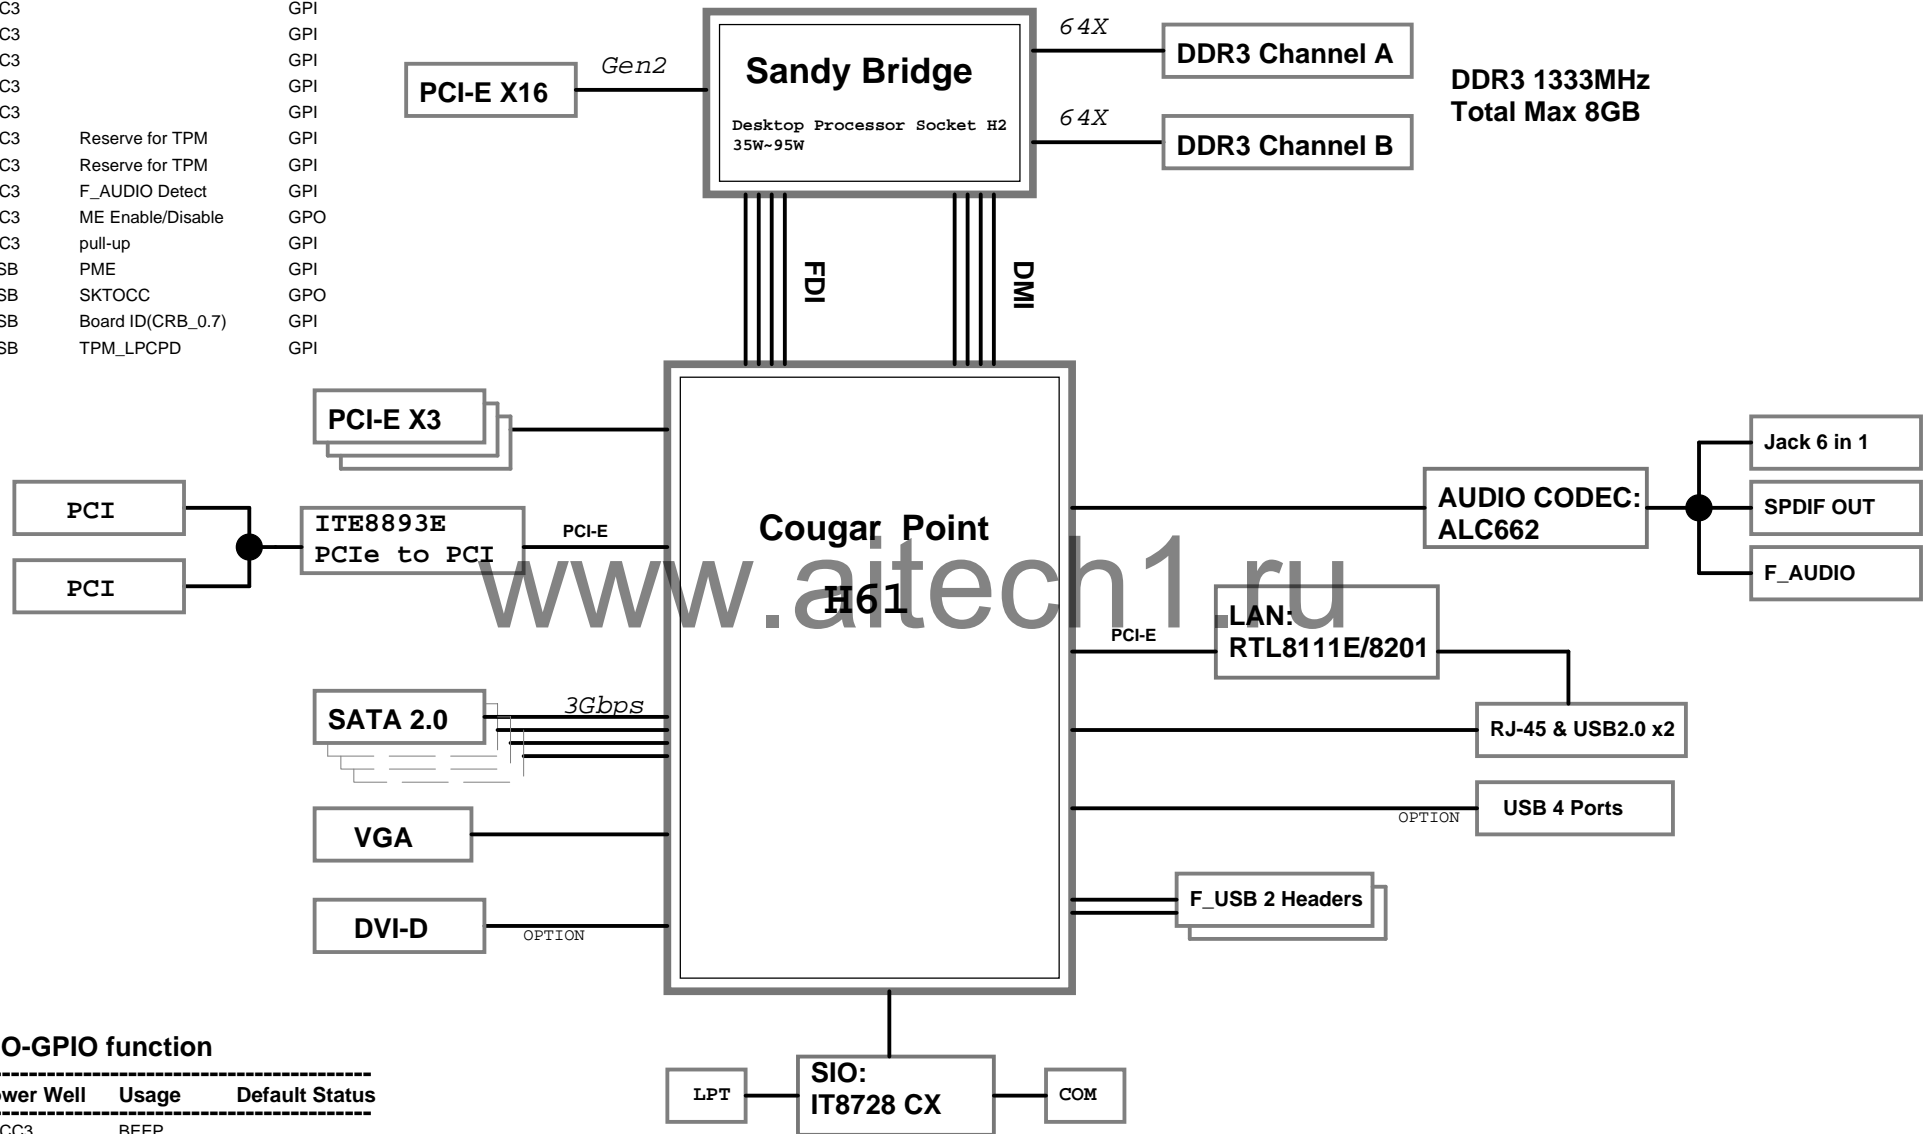 C3 GPI
C3 GPI
C3 GPI
C3 GPI
C3 GPI
C3 Reserve for TPM GPI
C3 Reserve for TPM GPI
C3 F_AUDIO Detect GPI
C3 ME Enable/Disable GPO
C3 pull-up GPI
SB PME GPI
SB SKTOCC GPO
SB Board ID(CRB_0.7) GPI
SB TPM_LPCPD GPI
PCI-E X16
Gen2
Sandy Bridge
Desktop Processor Socket H2
35W~95W
64X
DDR3 Channel A
64X
DDR3 Channel B
DDR3 1333MHz
Total Max 8GB
FDI
DMI
PCI-E X3
PCI
PCI
ITE8893E
PCIe to PCI
PCI-E
Cougar Point
H61
www.aitech1.ru
AUDIO CODEC:
ALC662
Jack 6 in 1
SPDIF OUT
F_AUDIO
PCI-E
LAN:
RTL8111E/8201
SATA 2.0
3Gbps
RJ-45 & USB2.0 x2
VGA
OPTION
USB 4 Ports
DVI-D
OPTION
F_USB 2 Headers
LPT
SIO:
IT8728 CX
COM
O-GPIO function
wer Well Usage Default Status
CC3 BEEP